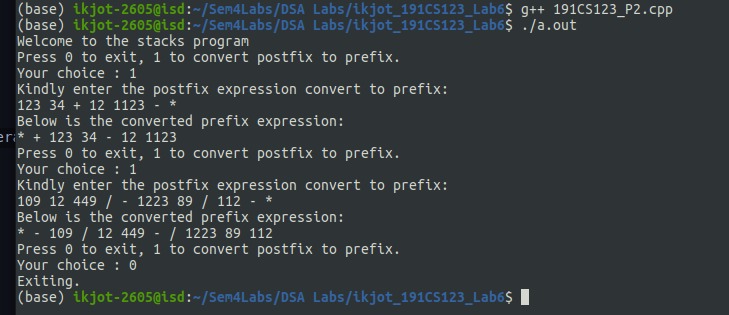 (base) ikjot-2605@isd:~/Sem4Labs/DSA Labs/ikjot_191CS123_Lab6$ g++ 191CS123_P2.cpp
(base) ikjot-2605@isd:~/Sem4Labs/DSA Labs/ikjot_191CS123_Lab6$ ./a.out
Welcome to the stacks program
Press 0 to exit, 1 to convert postfix to prefix.
Your choice : 1
Kindly enter the postfix expression convert to prefix:
123 34 + 12 1123 - *
Below is the converted prefix expression:
* + 123 34 - 12 1123
Press 0 to exit, 1 to convert postfix to prefix.
Your choice : 1
Kindly enter the postfix expression convert to prefix:
109 12 449 / - 1223 89 / 112 - *
Below is the converted prefix expression:
* - 109 / 12 449 - / 1223 89 112
Press 0 to exit, 1 to convert postfix to prefix.
Your choice : 0
Exiting.
(base) ikjot-2605@isd:~/Sem4Labs/DSA Labs/ikjot_191CS123_Lab6$